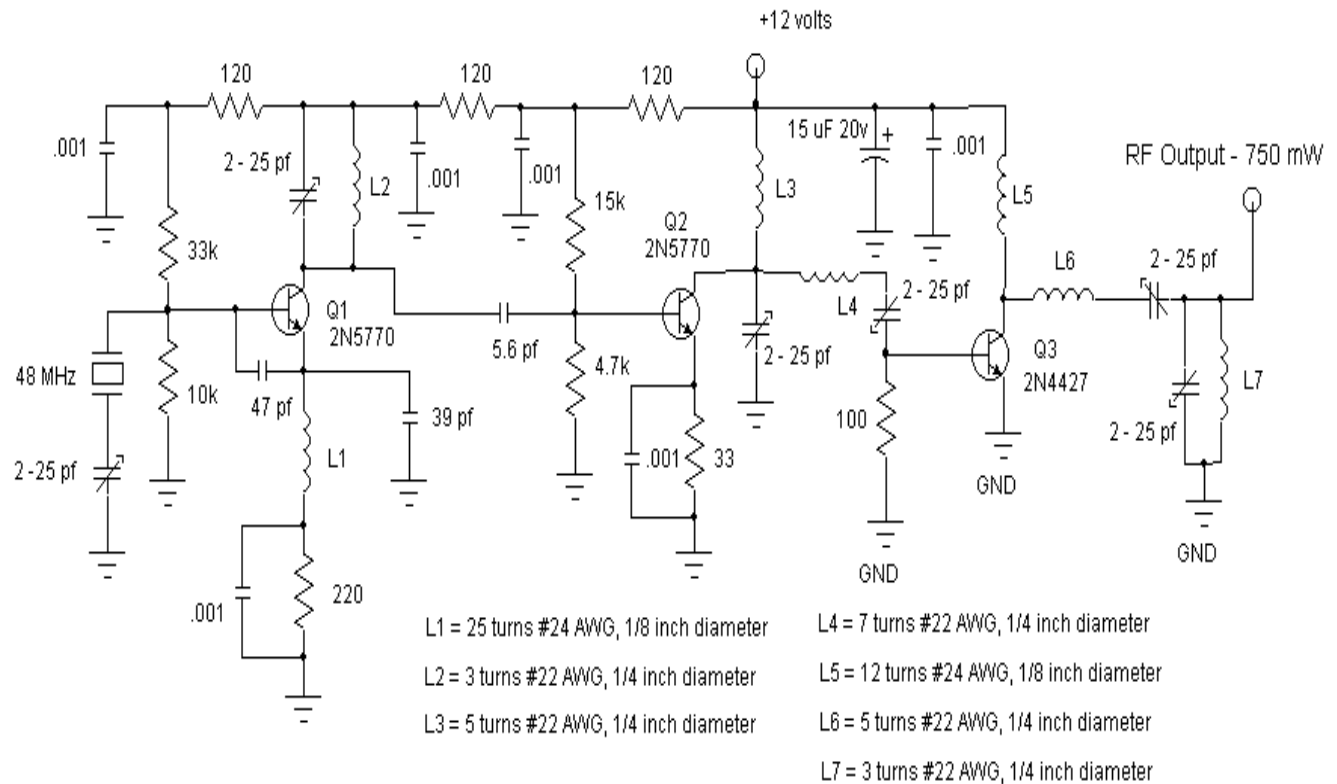 +12 volts
120
120
120
.001
2 - 25 pf
L2
.001
.001
15 uF 20v
+
.001
RF Output - 750 mW
33k
15k
L3
L5
Q2
2N5770
Q1
2N5770
L6
2 - 25 pf
2 - 25 pf
L4
48 MHz
10k
47 pf
39 pf
5.6 pf
4.7k
2 - 25 pf
Q3
2N4427
L7
2 - 25 pf
2 - 25 pf
L1
.001
33
100
GND
GND
GND
.001
220
L1 = 25 turns #24 AWG, 1/8 inch diameter
L2 = 3 turns #22 AWG, 1/4 inch diameter
L3 = 5 turns #22 AWG, 1/4 inch diameter
L4 = 7 turns #22 AWG, 1/4 inch diameter
L5 = 12 turns #24 AWG, 1/8 inch diameter
L6 = 5 turns #22 AWG, 1/4 inch diameter
L7 = 3 turns #22 AWG, 1/4 inch diameter